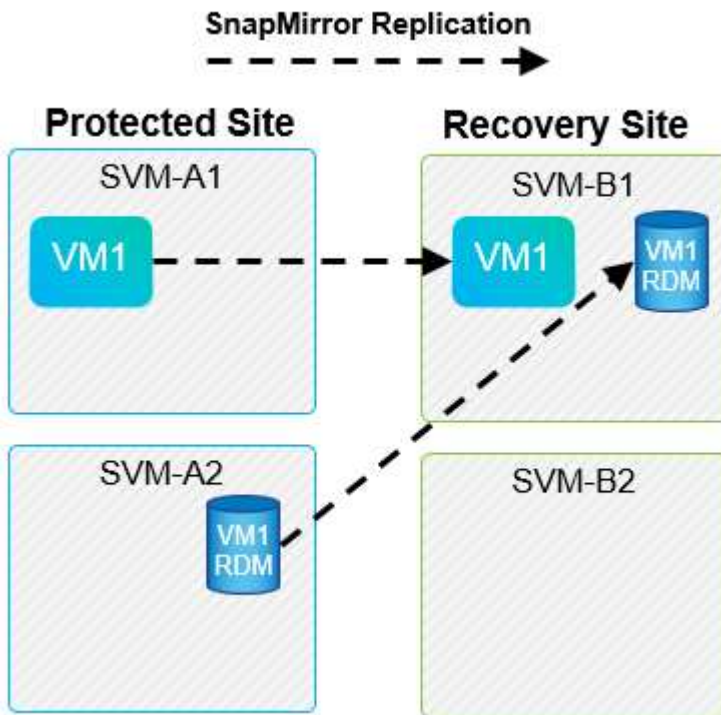 SnapMirror Replication
Protected Site
Recovery Site
SVM-A1
VM1
SVM-B1
VM1
VM1
RDM
SVM-A2
VM1
RDM
SVM-B2